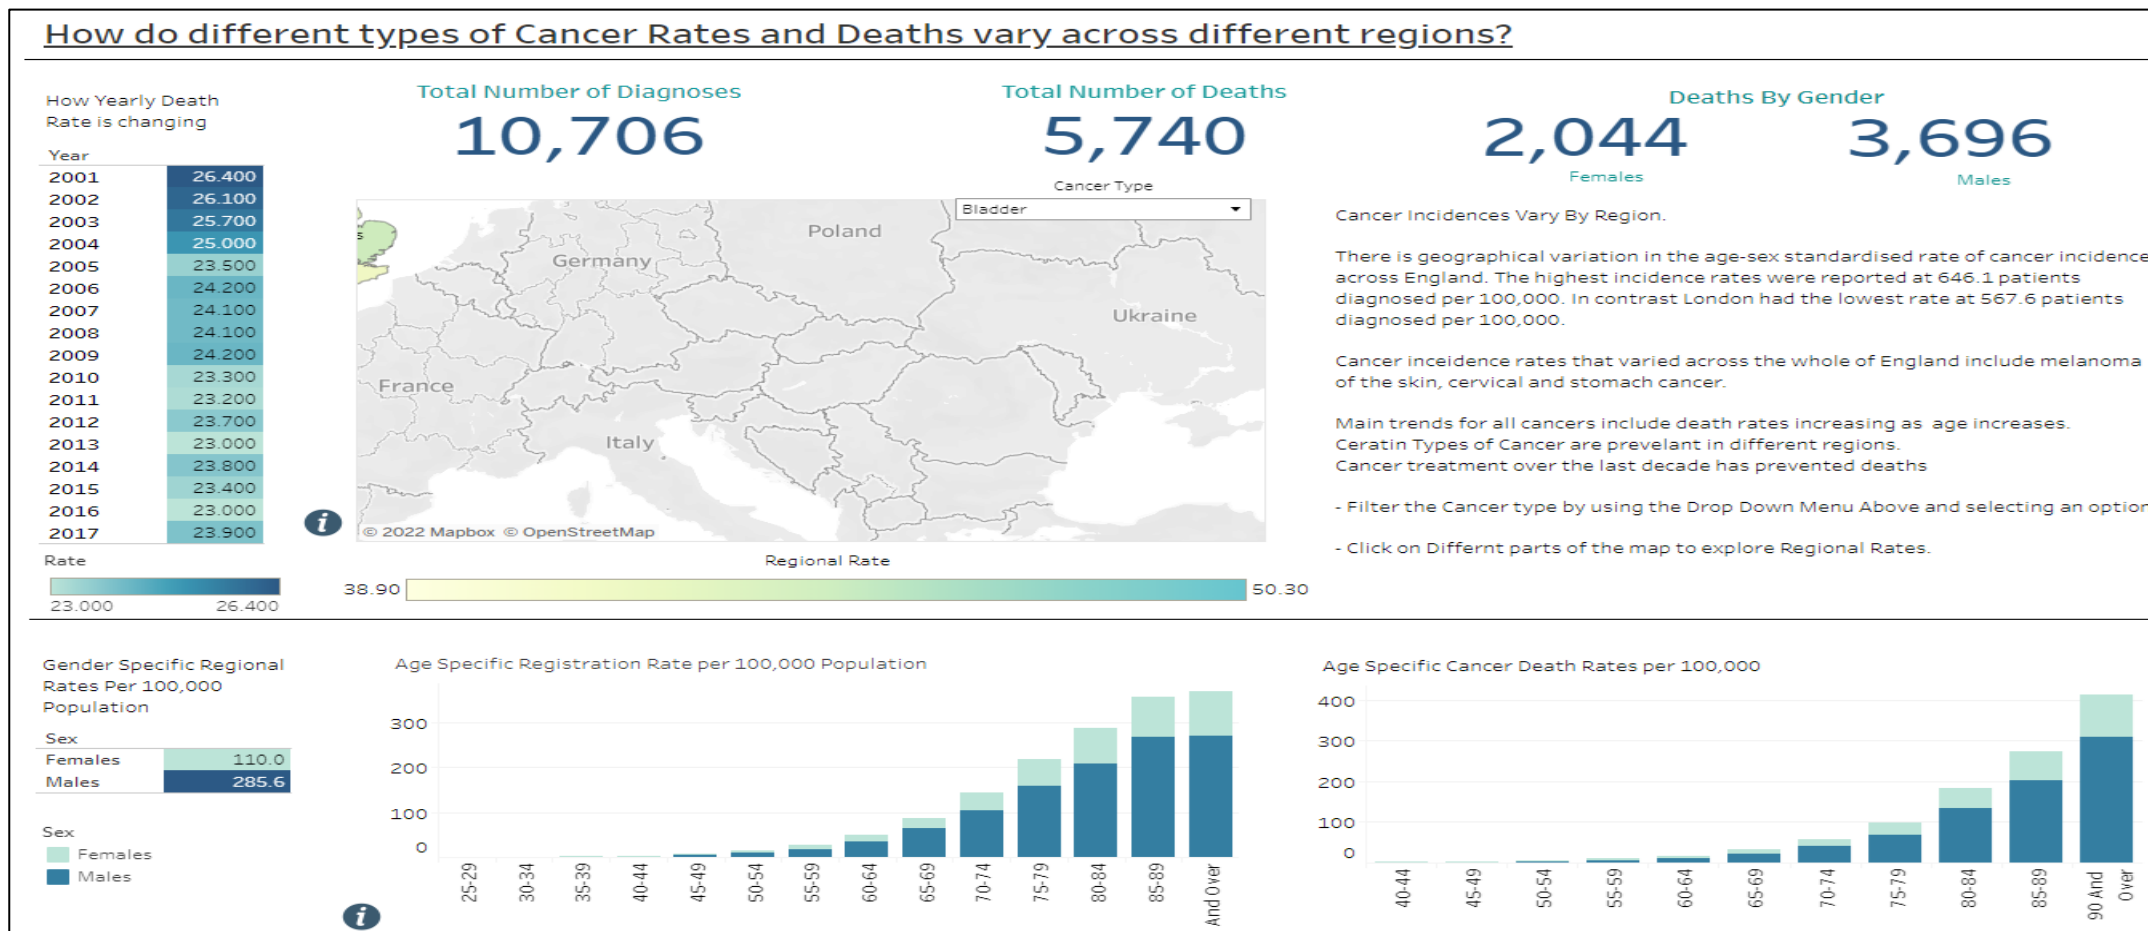 How do different types of Cancer Rates and Deaths vary across different regions?
How Yearly Death
Rate is changing
Year
2001 26.400
2002 26.100
2003 25.700
2004 25.000
2005 23.500
2006 24.200
2007 24.100
2008 24.100
2009 24.200
2010 23.300
2011 23.200
2012 23.700
2013 23.000
2014 23.800
2015 23.400
2016 23.000
2017 23.900
Rate
23.000 26.400
Total Number of Diagnoses
10,706
Total Number of Deaths
5,740
Deaths By Gender
2,044 3,696
Females Males
Cancer Type
Bladder
s
Poland
Germany
Ukraine
France
Italy
© 2022 Mapbox © OpenStreetMap
i
Regional Rate
38.90 50.30
Cancer Incidences Vary By Region.
There is geographical variation in the age-sex standardised rate of cancer incidence
across England. The highest incidence rates were reported at 646.1 patients
diagnosed per 100,000. In contrast London had the lowest rate at 567.6 patients
diagnosed per 100,000.
Cancer inceidence rates that varied across the whole of England include melanoma
of the skin, cervical and stomach cancer.
Main trends for all cancers include death rates increasing as age increases.
Ceratin Types of Cancer are prevelant in different regions.
Cancer treatment over the last decade has prevented deaths
- Filter the Cancer type by using the Drop Down Menu Above and selecting an option
- Click on Differnt parts of the map to explore Regional Rates.
Gender Specific Regional
Rates Per 100,000
Population
Sex
Females 110.0
Males 285.6
Sex
Females
Males
i
Age Specific Registration Rate per 100,000 Population
300
200
100
0
25-29 30-34 35-39 40-44 45-49 50-54 55-59 60-64 65-69 70-74 75-79 80-84 85-89 And Over
Age Specific Cancer Death Rates per 100,000
400
300
200
100
0
40-44 45-49 50-54 55-59 60-64 65-69 70-74 75-79 80-84 85-89 90 And Over